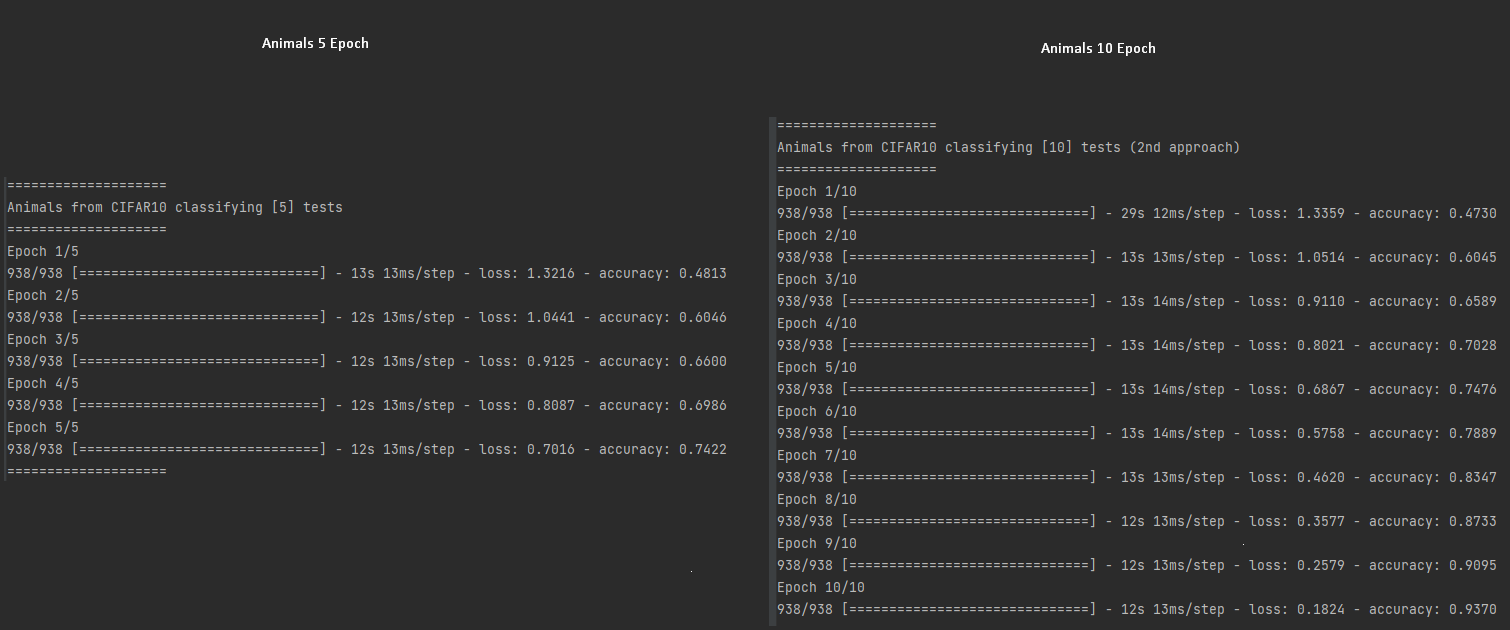 Animals 5 Epoch
====================
Animals from CIFAR10 classifying [5] tests
====================
Epoch 1/5
938/938 [==============================] - 13s 13ms/step - loss: 1.3216 - accuracy: 0.4813
Epoch 2/5
938/938 [==============================] - 12s 13ms/step - loss: 1.0441 - accuracy: 0.6046
Epoch 3/5
938/938 [==============================] - 12s 13ms/step - loss: 0.9125 - accuracy: 0.6600
Epoch 4/5
938/938 [==============================] - 12s 13ms/step - loss: 0.8087 - accuracy: 0.6986
Epoch 5/5
938/938 [==============================] - 12s 13ms/step - loss: 0.7016 - accuracy: 0.7422
====================
Animals 10 Epoch
====================
Animals from CIFAR10 classifying [10] tests (2nd approach)
====================
Epoch 1/10
938/938 [==============================] - 29s 12ms/step - loss: 1.3359 - accuracy: 0.4730
Epoch 2/10
938/938 [==============================] - 13s 13ms/step - loss: 1.0514 - accuracy: 0.6045
Epoch 3/10
938/938 [==============================] - 13s 14ms/step - loss: 0.9110 - accuracy: 0.6589
Epoch 4/10
938/938 [==============================] - 13s 14ms/step - loss: 0.8021 - accuracy: 0.7028
Epoch 5/10
938/938 [==============================] - 13s 14ms/step - loss: 0.6867 - accuracy: 0.7476
Epoch 6/10
938/938 [==============================] - 13s 14ms/step - loss: 0.5758 - accuracy: 0.7889
Epoch 7/10
938/938 [==============================] - 13s 14ms/step - loss: 0.4620 - accuracy: 0.8347
Epoch 8/10
938/938 [==============================] - 12s 13ms/step - loss: 0.3577 - accuracy: 0.8733
Epoch 9/10
938/938 [==============================] - 12s 13ms/step - loss: 0.2579 - accuracy: 0.9095
Epoch 10/10
938/938 [==============================] - 12s 13ms/step - loss: 0.1824 - accuracy: 0.9370